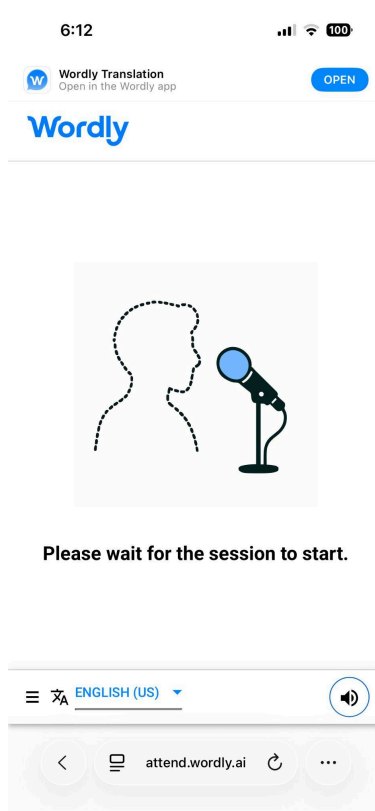 6:12
100
Wordly Translation
Open in the Wordly app
OPEN
Wordly
Please wait for the session to start.
ENGLISH (US)
attend.wordly.ai